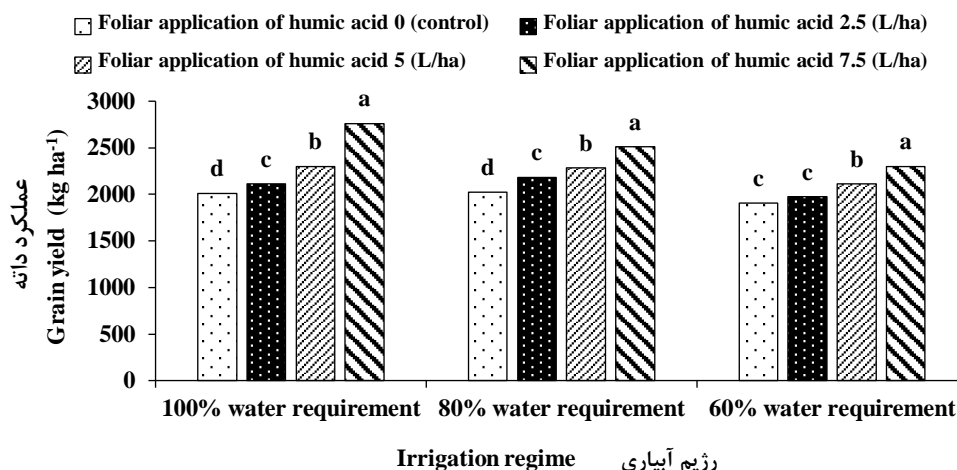 Foliar application of humic acid 0 (control)
Foliar application of humic acid 2.5 (L/ha)
Foliar application of humic acid 5 (L/ha)
Foliar application of humic acid 7.5 (L/ha)
عملکرد داته
Grain yield (kg ha-1)
3000
2500
2000
1500
1000
500
0
d c b a
d c b a
c c b a
100% water requirement
80% water requirement
60% water requirement
Irrigation regime رژیم آبیاری